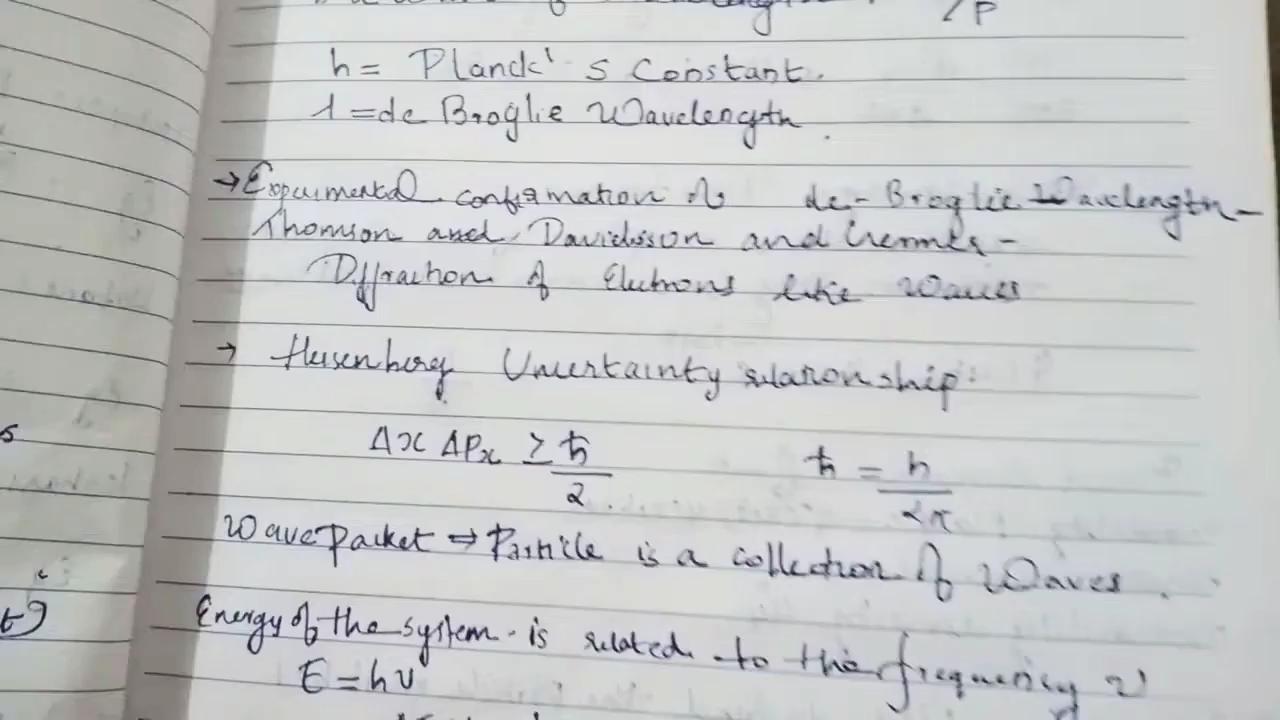 /P
h = Planck's Constant.
λ = de Broglie Wavelength.
→ Experimental confirmation of de-Broglie Wavelength -
Thomson and Davidsson and Germer -
Diffraction of Electrons like waves
→ Heisenberg Uncertainty relationship:
Δx ΔPx ≥ ħ/2 ħ = h/2π
Wave Packet ⇒ Particle is a collection of Waves.
Energy of the system is related to the frequency ν
E = hν